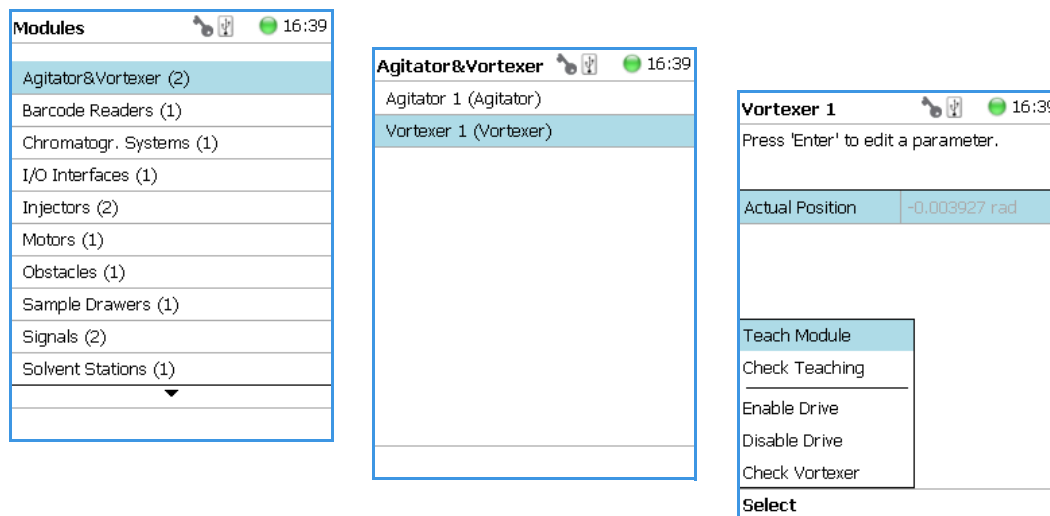 Modules 16:39
Agitator&Vortexer (2)
Barcode Readers (1)
Chromatogr. Systems (1)
I/O Interfaces (1)
Injectors (2)
Motors (1)
Obstacles (1)
Sample Drawers (1)
Signals (2)
Solvent Stations (1)
Agitator&Vortexer 16:39
Agitator 1 (Agitator)
Vortexer 1 (Vortexer)
Vortexer 1 16:39
Press 'Enter' to edit a parameter.
Actual Position -0.003927 rad
Teach Module
Check Teaching
Enable Drive
Disable Drive
Check Vortexer
Select